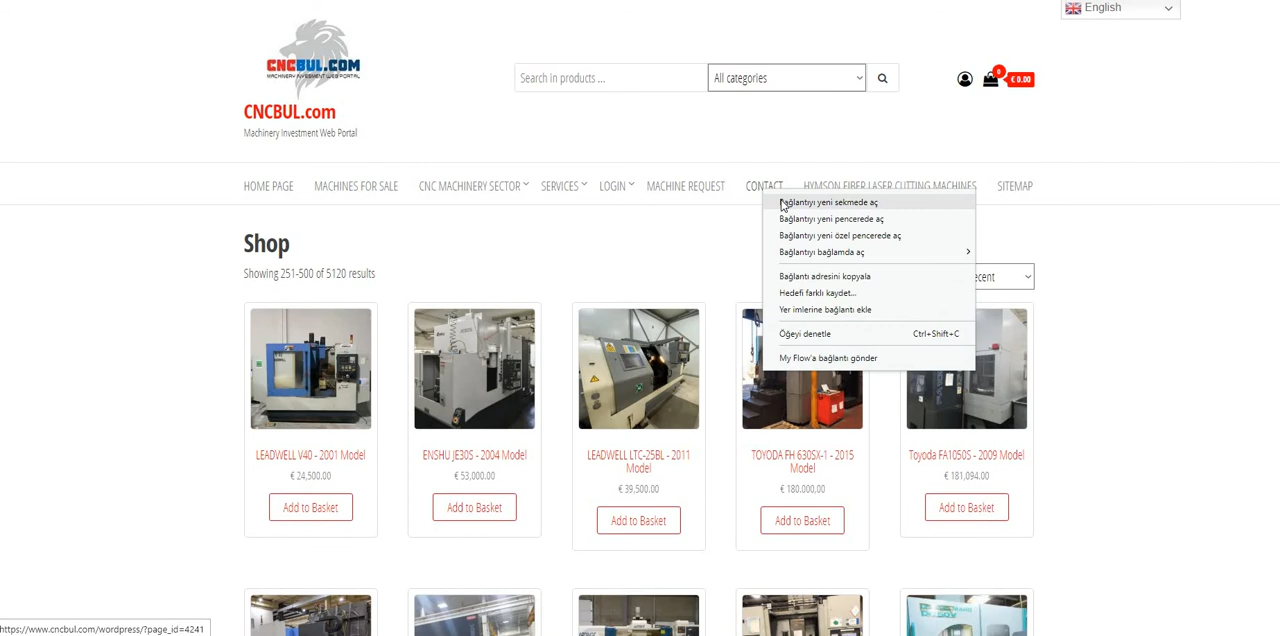 English
CNCBUL.COM
MACHINERY INVESMENT WEB PORTAL
CNCBUL.com
Machinery Investment Web Portal
Search in products ...
All categories
0
€ 0.00
HOME PAGE
MACHINES FOR SALE
CNC MACHINERY SECTOR
SERVICES
LOGIN
MACHINE REQUEST
CONTACT
HYMSON FIBER LASER CUTTING MACHINES
SITEMAP
Bağlantıyı yeni sekmede aç
Bağlantıyı yeni pencerede aç
Bağlantıyı yeni özel pencerede aç
Bağlantıyı bağlamda aç
Bağlantı adresini kopyala
Hedefi farklı kaydet...
Yer imlerine bağlantı ekle
Öğeyi denetle Ctrl+Shift+C
My Flow'a bağlantı gönder
Shop
Showing 251-500 of 5120 results
LEADWELL V40 - 2001 Model
€ 24,500.00
Add to Basket
ENSHU JE30S - 2004 Model
€ 53,000.00
Add to Basket
LEADWELL LTC-25BL - 2011
Model
€ 39,500.00
Add to Basket
TOYODA FH 630SX-1 - 2015
Model
€ 180.000,00
Add to Basket
Toyoda FA1050S - 2009 Model
€ 181,094.00
Add to Basket
https://www.cncbul.com/wordpress/?page_id=4241